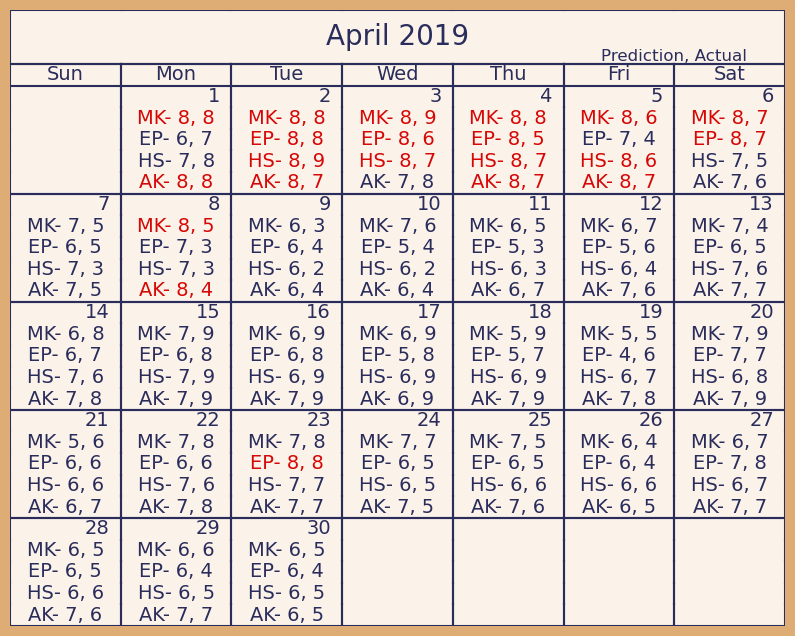 April 2019
Prediction, Actual
Sun Mon Tue Wed Thu Fri Sat
1 2 3 4 5 6
MK- 8, 8 MK- 8, 8 MK- 8, 9 MK- 8, 8 MK- 8, 6 MK- 8, 7
EP- 6, 7 EP- 8, 8 EP- 8, 6 EP- 8, 5 EP- 7, 4 EP- 8, 7
HS- 7, 8 HS- 8, 9 HS- 8, 7 HS- 8, 7 HS- 8, 6 HS- 7, 5
AK- 8, 8 AK- 8, 7 AK- 7, 8 AK- 8, 7 AK- 8, 7 AK- 7, 6
7 8 9 10 11 12 13
MK- 7, 5 MK- 8, 5 MK- 6, 3 MK- 7, 6 MK- 6, 5 MK- 6, 7 MK- 7, 4
EP- 6, 5 EP- 7, 3 EP- 6, 4 EP- 5, 4 EP- 5, 3 EP- 5, 6 EP- 6, 5
HS- 7, 3 HS- 7, 3 HS- 6, 2 HS- 6, 2 HS- 6, 3 HS- 6, 4 HS- 7, 6
AK- 7, 5 AK- 8, 4 AK- 6, 4 AK- 6, 4 AK- 6, 7 AK- 7, 6 AK- 7, 7
14 15 16 17 18 19 20
MK- 6, 8 MK- 7, 9 MK- 6, 9 MK- 6, 9 MK- 5, 9 MK- 5, 5 MK- 7, 9
EP- 6, 7 EP- 6, 8 EP- 6, 8 EP- 5, 8 EP- 5, 7 EP- 4, 6 EP- 7, 7
HS- 7, 6 HS- 7, 9 HS- 6, 9 HS- 6, 9 HS- 6, 9 HS- 6, 7 HS- 6, 8
AK- 7, 8 AK- 7, 9 AK- 7, 9 AK- 6, 9 AK- 7, 9 AK- 7, 8 AK- 7, 9
21 22 23 24 25 26 27
MK- 5, 6 MK- 7, 8 MK- 7, 8 MK- 7, 7 MK- 7, 5 MK- 6, 4 MK- 6, 7
EP- 6, 6 EP- 6, 6 EP- 8, 8 EP- 6, 5 EP- 6, 5 EP- 6, 4 EP- 7, 8
HS- 6, 6 HS- 7, 6 HS- 7, 7 HS- 6, 5 HS- 6, 6 HS- 6, 6 HS- 6, 7
AK- 6, 7 AK- 7, 8 AK- 7, 7 AK- 7, 5 AK- 7, 6 AK- 6, 5 AK- 7, 7
28 29 30
MK- 6, 5 MK- 6, 6 MK- 6, 5
EP- 6, 5 EP- 6, 4 EP- 6, 4
HS- 6, 6 HS- 6, 5 HS- 6, 5
AK- 7, 6 AK- 7, 7 AK- 6, 5